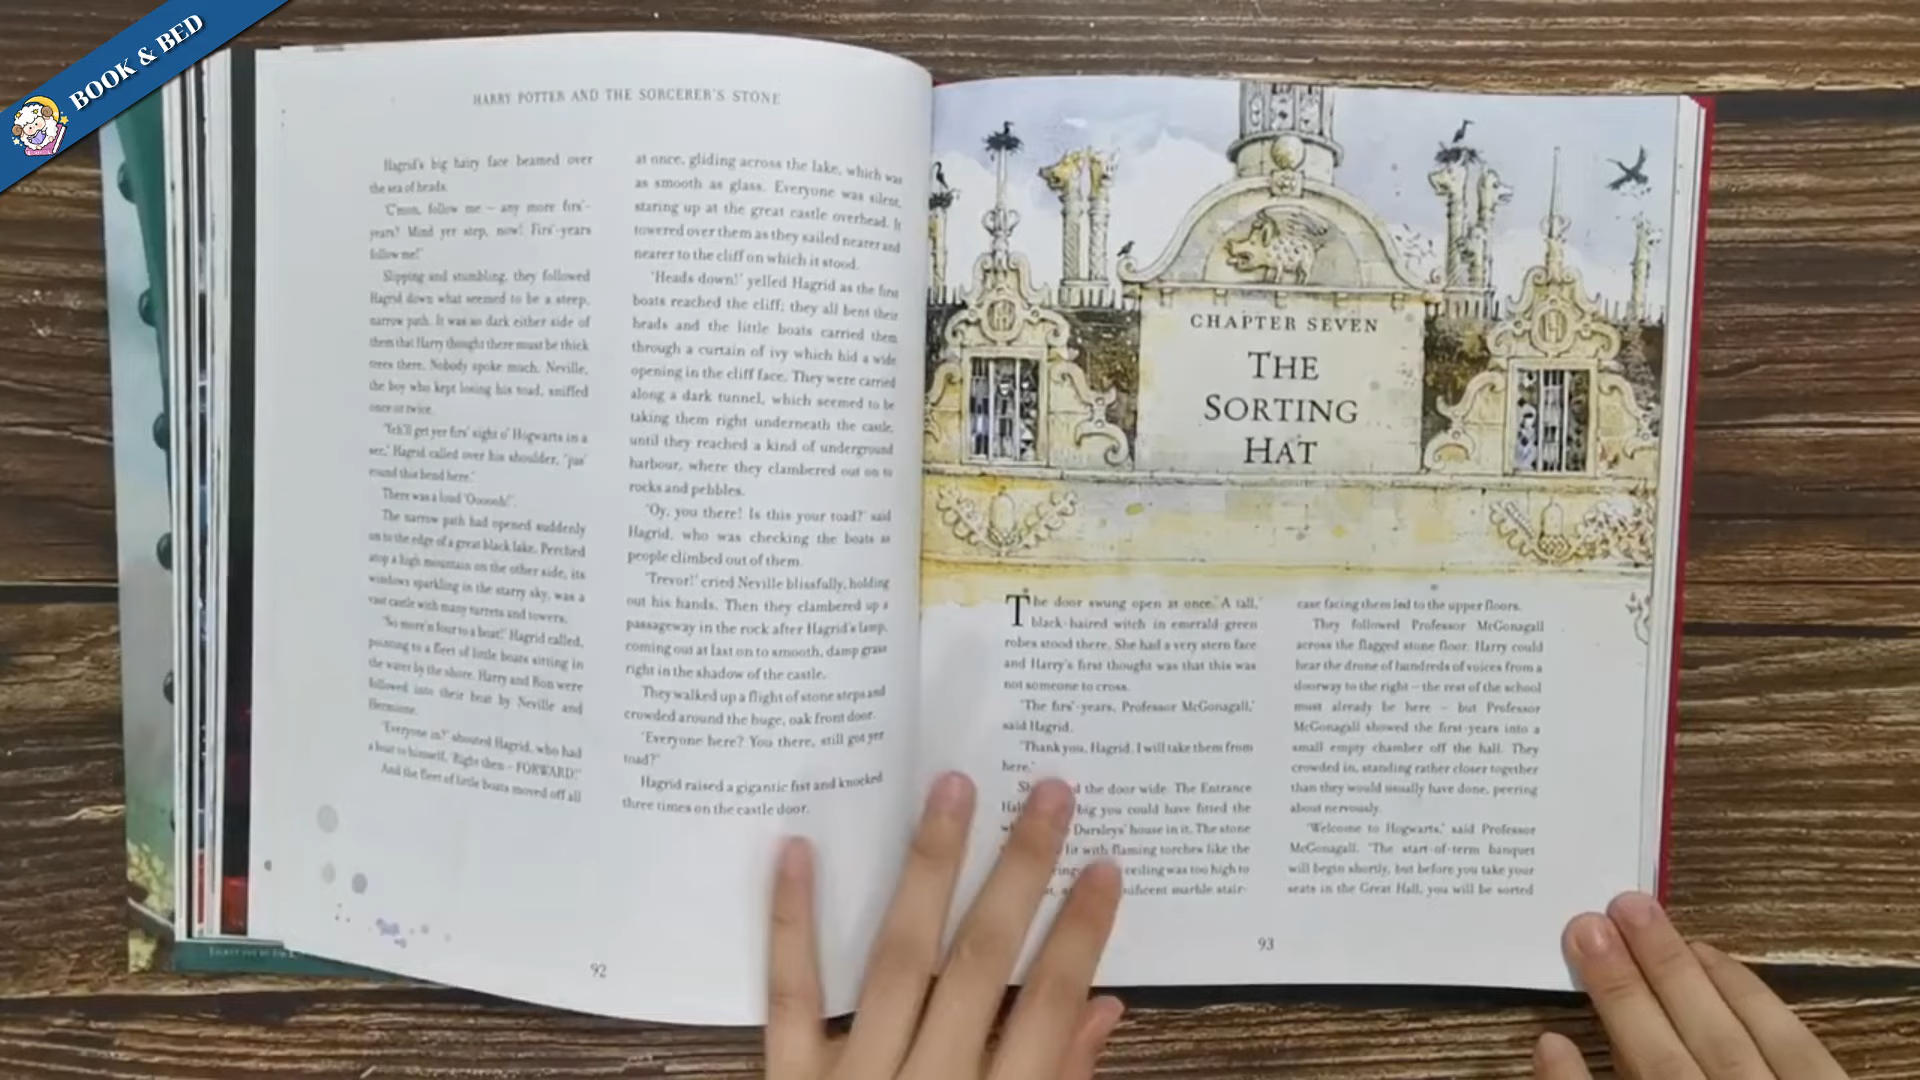 BOOK & BED
HARRY POTTER AND THE SORCERER'S STONE
Hagrid's big hairy face beamed over
the sea of heads.
'C'mon, follow me – any more firs'-
years? Mind yer step, now! Firs'-years
follow me!'
Slipping and stumbling, they followed
Hagrid down what seemed to be a steep,
narrow path. It was so dark either side of
them that Harry thought there must be thick
trees there. Nobody spoke much. Neville,
the boy who kept losing his toad, sniffed
once or twice.
'Yeh'll get yer firs' sight o' Hogwarts in a
sec,' Hagrid called over his shoulder, 'jus'
round this bend here.'
There was a loud 'Oooooh!'.
The narrow path had opened suddenly
on to the edge of a great black lake. Perched
atop a high mountain on the other side, its
windows sparkling in the starry sky, was a
vast castle with many turrets and towers.
'No more'n four to a boat!' Hagrid called,
pointing to a fleet of little boats sitting in
the water by the shore. Harry and Ron were
followed into their boat by Neville and
Hermione.
'Everyone in?' shouted Hagrid, who had
a boat to himself, 'Right then – FORWARD!'
And the fleet of little boats moved off all
at once, gliding across the lake, which was
as smooth as glass. Everyone was silent,
staring up at the great castle overhead. It
towered over them as they sailed nearer and
nearer to the cliff on which it stood.
'Heads down!' yelled Hagrid as the first
boats reached the cliff; they all bent their
heads and the little boats carried them
through a curtain of ivy which hid a wide
opening in the cliff face. They were carried
along a dark tunnel, which seemed to be
taking them right underneath the castle,
until they reached a kind of underground
harbour, where they clambered out on to
rocks and pebbles.
'Oy, you there! Is this your toad?' said
Hagrid, who was checking the boats as
people climbed out of them.
'Trevor!' cried Neville blissfully, holding
out his hands. Then they clambered up a
passageway in the rock after Hagrid's lamp,
coming out at last on to smooth, damp grass
right in the shadow of the castle.
They walked up a flight of stone steps and
crowded around the huge, oak front door.
'Everyone here? You there, still got yer
toad?'
Hagrid raised a gigantic fist and knocked
three times on the castle door.
92
CHAPTER SEVEN
THE
SORTING
HAT
The door swung open at once. A tall,
black-haired witch in emerald-green
robes stood there. She had a very stern face
and Harry's first thought was that this was
not someone to cross.
'The firs'-years, Professor McGonagall,'
said Hagrid.
'Thank you, Hagrid. I will take them from
here.'
the door wide. The Entrance
big you could have fitted the
Dursleys' house in it. The stone
lit with flaming torches like the
ceiling was too high to
marble stair-
case facing them led to the upper floors.
They followed Professor McGonagall
across the flagged stone floor. Harry could
hear the drone of hundreds of voices from a
doorway to the right – the rest of the school
must already be here – but Professor
McGonagall showed the first-years into a
small empty chamber off the hall. They
crowded in, standing rather closer together
than they would usually have done, peering
about nervously.
'Welcome to Hogwarts,' said Professor
McGonagall. 'The start-of-term banquet
will begin shortly, but before you take your
seats in the Great Hall, you will be sorted
93